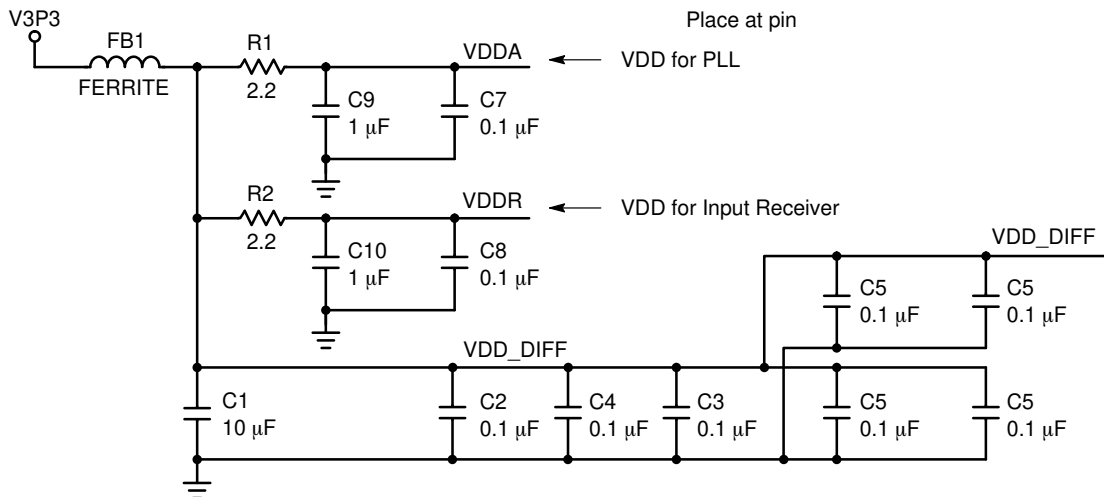 V3P3
Place at pin
FB1
FERRITE
R1
2.2
VDDA
VDD for PLL
C9
1 µF
C7
0.1 µF
R2
2.2
VDDR
VDD for Input Receiver
C10
1 µF
C8
0.1 µF
VDD_DIFF
C5
0.1 µF
C5
0.1 µF
VDD_DIFF
C1
10 µF
C2
0.1 µF
C4
0.1 µF
C3
0.1 µF
C5
0.1 µF
C5
0.1 µF